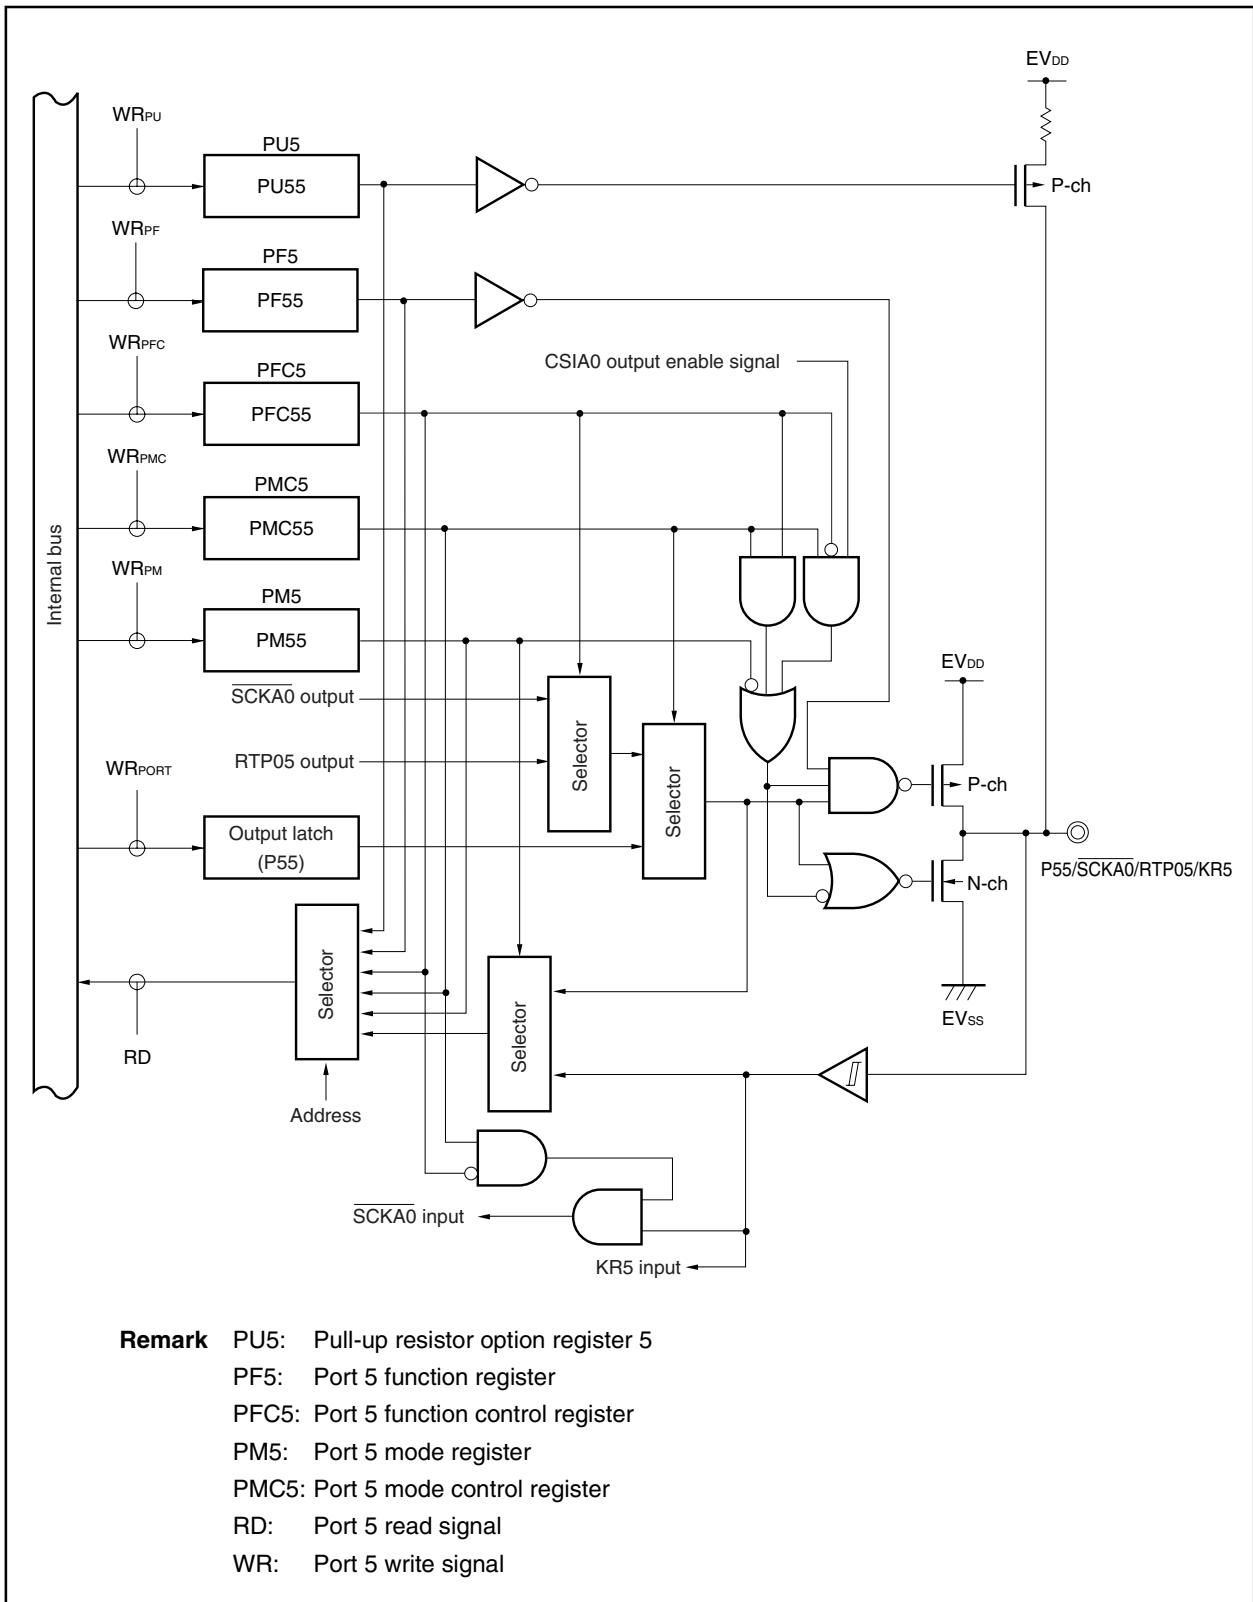 EVDD
WRPU
PU5
PU55
P-ch
WRPF
PF5
PF55
WRPFC
CSIA0 output enable signal
PFC5
PFC55
WRPMC
PMC5
PMC55
Internal bus
WRPM
PM5
PM55
EVDD
SCKA0 output
Selector
RTP05 output
WRPORT
Selector
P-ch
Output latch
(P55)
P55/SCKA0/RTP05/KR5
N-ch
Selector
Selector
EVSS
RD
Address
SCKA0 input
KR5 input
Remark PU5: Pull-up resistor option register 5
PF5: Port 5 function register
PFC5: Port 5 function control register
PM5: Port 5 mode register
PMC5: Port 5 mode control register
RD: Port 5 read signal
WR: Port 5 write signal